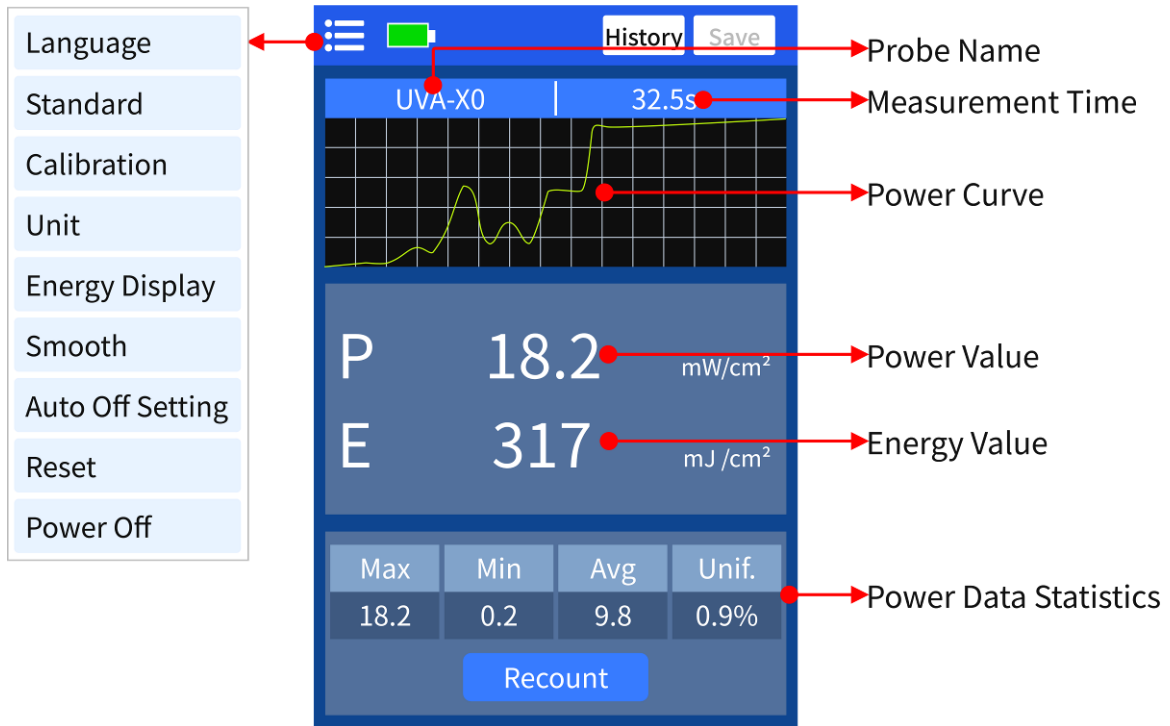 Language
Standard
Calibration
Unit
Energy Display
Smooth
Auto Off Setting
Reset
Power Off
History Save
UVA-X0 32.5s
P 18.2 mW/cm²
E 317 mJ /cm²
Max Min Avg Unif.
18.2 0.2 9.8 0.9%
Recount
Probe Name
Measurement Time
Power Curve
Power Value
Energy Value
Power Data Statistics